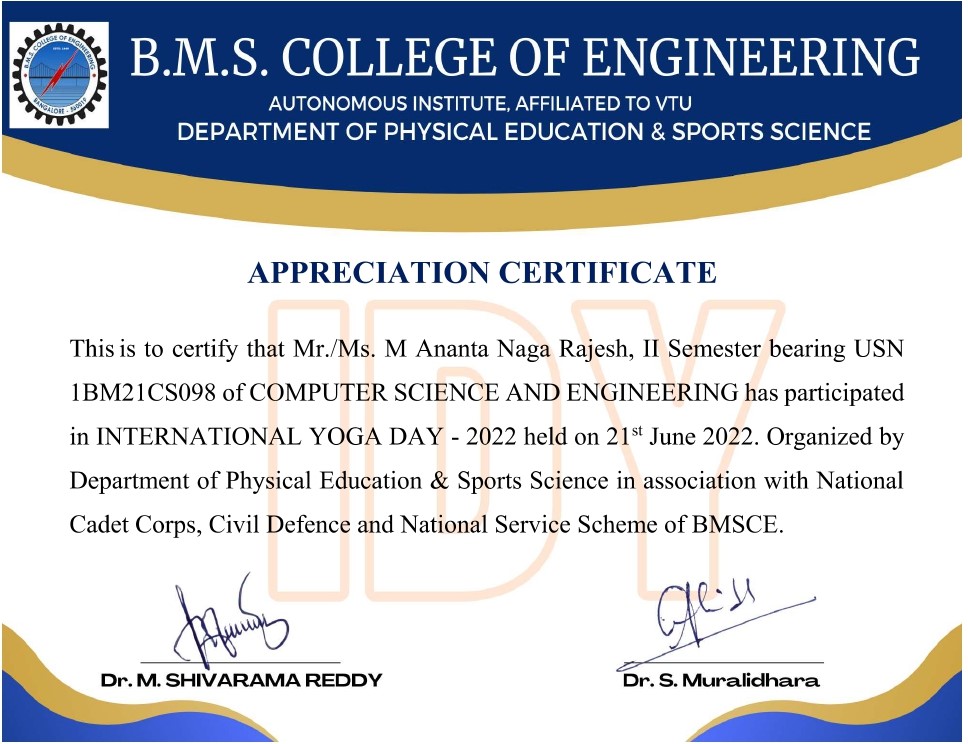 B.M.S. COLLEGE OF ENGINEERING
AUTONOMOUS INSTITUTE, AFFILIATED TO VTU
DEPARTMENT OF PHYSICAL EDUCATION & SPORTS SCIENCE
B.M.S. COLLEGE OF ENGINEERING
BANGALORE - 560019
APPRECIATION CERTIFICATE
IDY
This is to certify that Mr./Ms. M Ananta Naga Rajesh, II Semester bearing USN
1BM21CS098 of COMPUTER SCIENCE AND ENGINEERING has participated
in INTERNATIONAL YOGA DAY - 2022 held on 21st June 2022. Organized by
Department of Physical Education & Sports Science in association with National
Cadet Corps, Civil Defence and National Service Scheme of BMSCE.
Dr. M. SHIVARAMA REDDY
Dr. S. Muralidhara